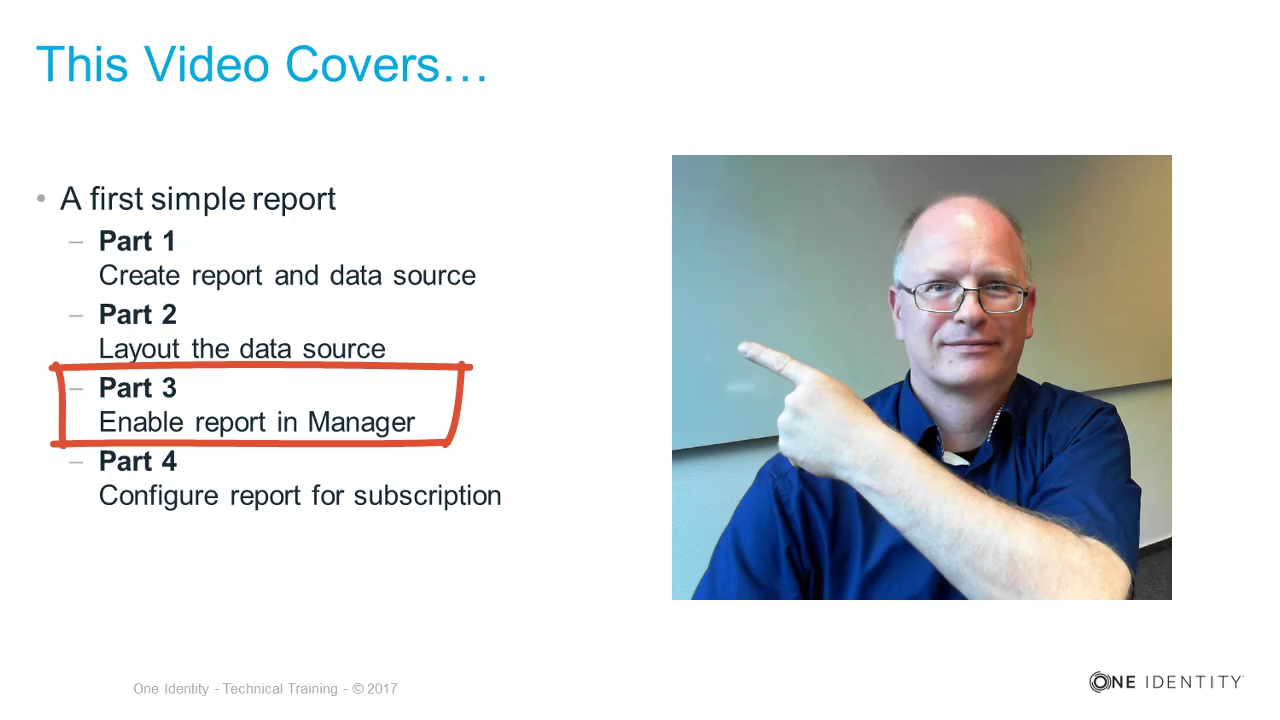 This Video Covers…
• A first simple report
– Part 1
Create report and data source
– Part 2
Layout the data source
– Part 3
Enable report in Manager
– Part 4
Configure report for subscription
One Identity - Technical Training - © 2017
ONE IDENTITY